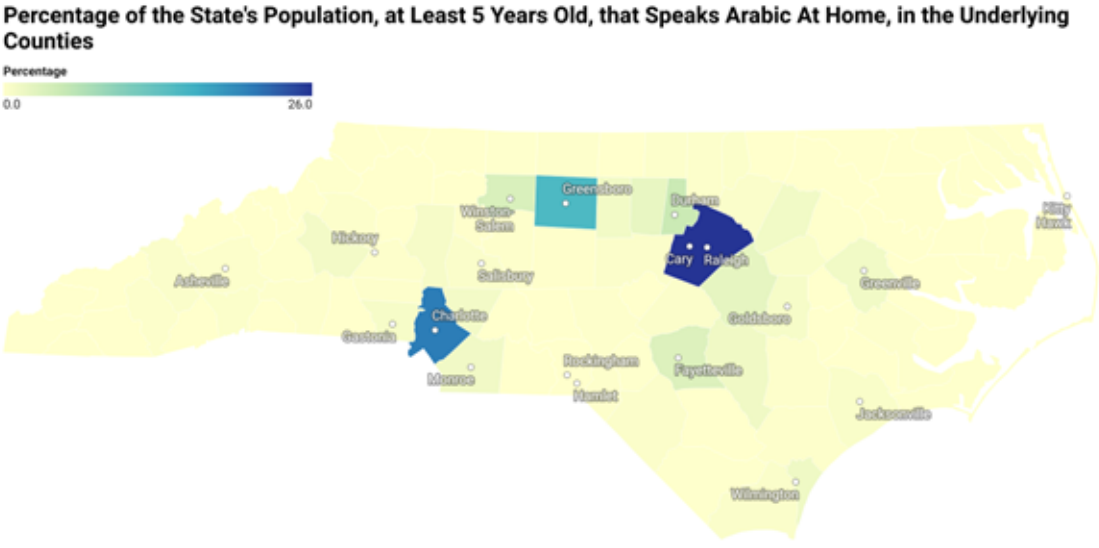 Percentage of the State's Population, at Least 5 Years Old, that Speaks Arabic At Home, in the Underlying
Counties
Percentage
0.0 26.0
Greensboro
Durham
Winston-
Salem
Kitty
Hawk
Hickory
Cary Raleigh
Salisbury
Asheville
Greenville
Charlotte
Goldsboro
Gastonia
Rockingham
Fayetteville
Monroe
Hamlet
Jacksonville
Wilmington